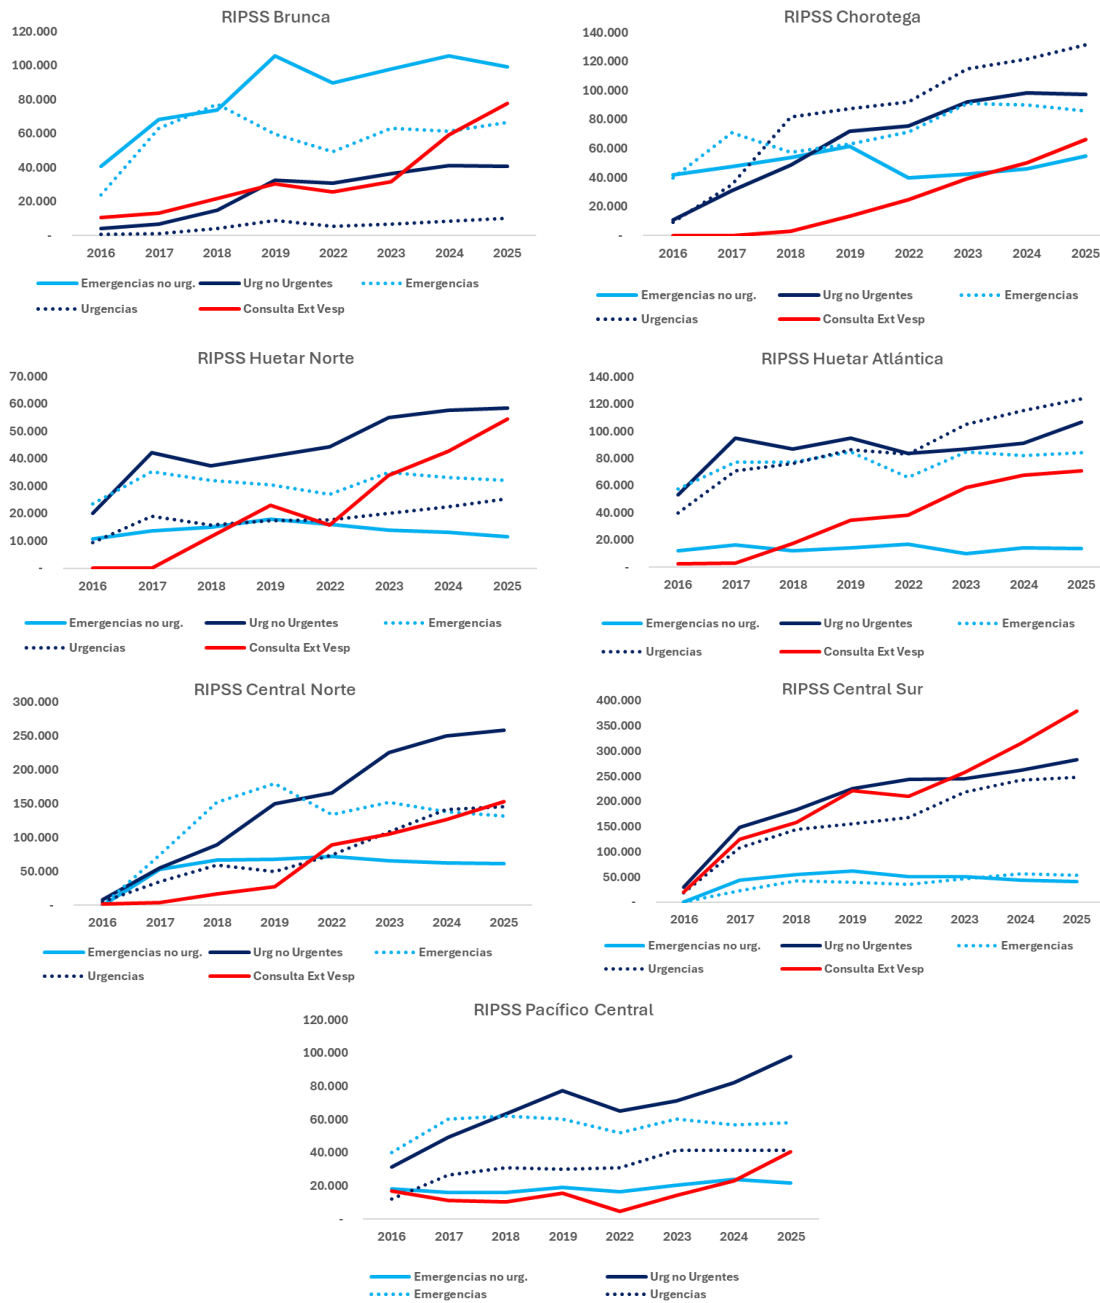 RIPSS Brunca
120.000
100.000
80.000
60.000
40.000
20.000
-
2016 2017 2018 2019 2022 2023 2024 2025
Emergencias no urg. Urg no Urgentes Emergencias
Urgencias Consulta Ext Vesp
RIPSS Chorotega
140.000
120.000
100.000
80.000
60.000
40.000
20.000
-
2016 2017 2018 2019 2022 2023 2024 2025
Emergencias no urg. Urg no Urgentes Emergencias
Urgencias Consulta Ext Vesp
RIPSS Huetar Norte
70.000
60.000
50.000
40.000
30.000
20.000
10.000
-
2016 2017 2018 2019 2022 2023 2024 2025
Emergencias no urg. Urg no Urgentes Emergencias
Urgencias Consulta Ext Vesp
RIPSS Huetar Atlántica
140.000
120.000
100.000
80.000
60.000
40.000
20.000
-
2016 2017 2018 2019 2022 2023 2024 2025
Emergencias no urg. Urg no Urgentes Emergencias
Urgencias Consulta Ext Vesp
RIPSS Central Norte
300.000
250.000
200.000
150.000
100.000
50.000
-
2016 2017 2018 2019 2022 2023 2024 2025
Emergencias no urg. Urg no Urgentes Emergencias
Urgencias Consulta Ext Vesp
RIPSS Central Sur
400.000
350.000
300.000
250.000
200.000
150.000
100.000
50.000
-
2016 2017 2018 2019 2022 2023 2024 2025
Emergencias no urg. Urg no Urgentes Emergencias
Urgencias Consulta Ext Vesp
RIPSS Pacífico Central
120.000
100.000
80.000
60.000
40.000
20.000
-
2016 2017 2018 2019 2022 2023 2024 2025
Emergencias no urg. Urg no Urgentes
Emergencias Urgencias